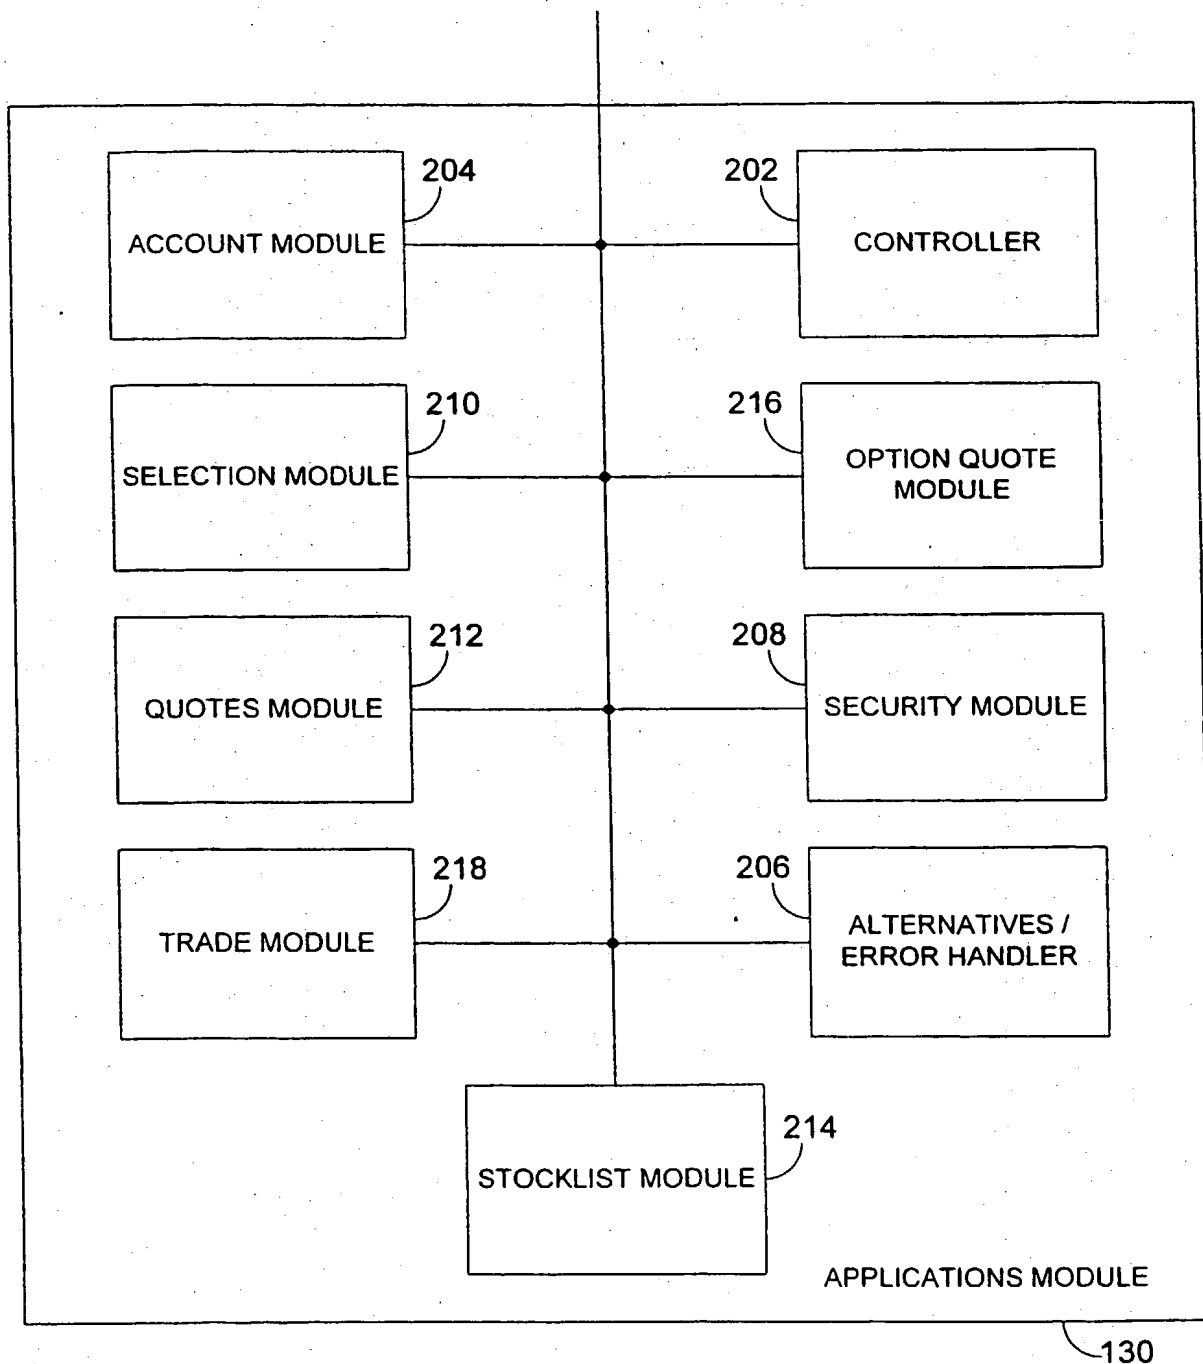 204
202
ACCOUNT MODULE
CONTROLLER
210
216
SELECTION MODULE
OPTION QUOTE
MODULE
212
208
QUOTES MODULE
SECURITY MODULE
218
206
TRADE MODULE
ALTERNATIVES /
ERROR HANDLER
214
STOCKLIST MODULE
APPLICATIONS MODULE
130